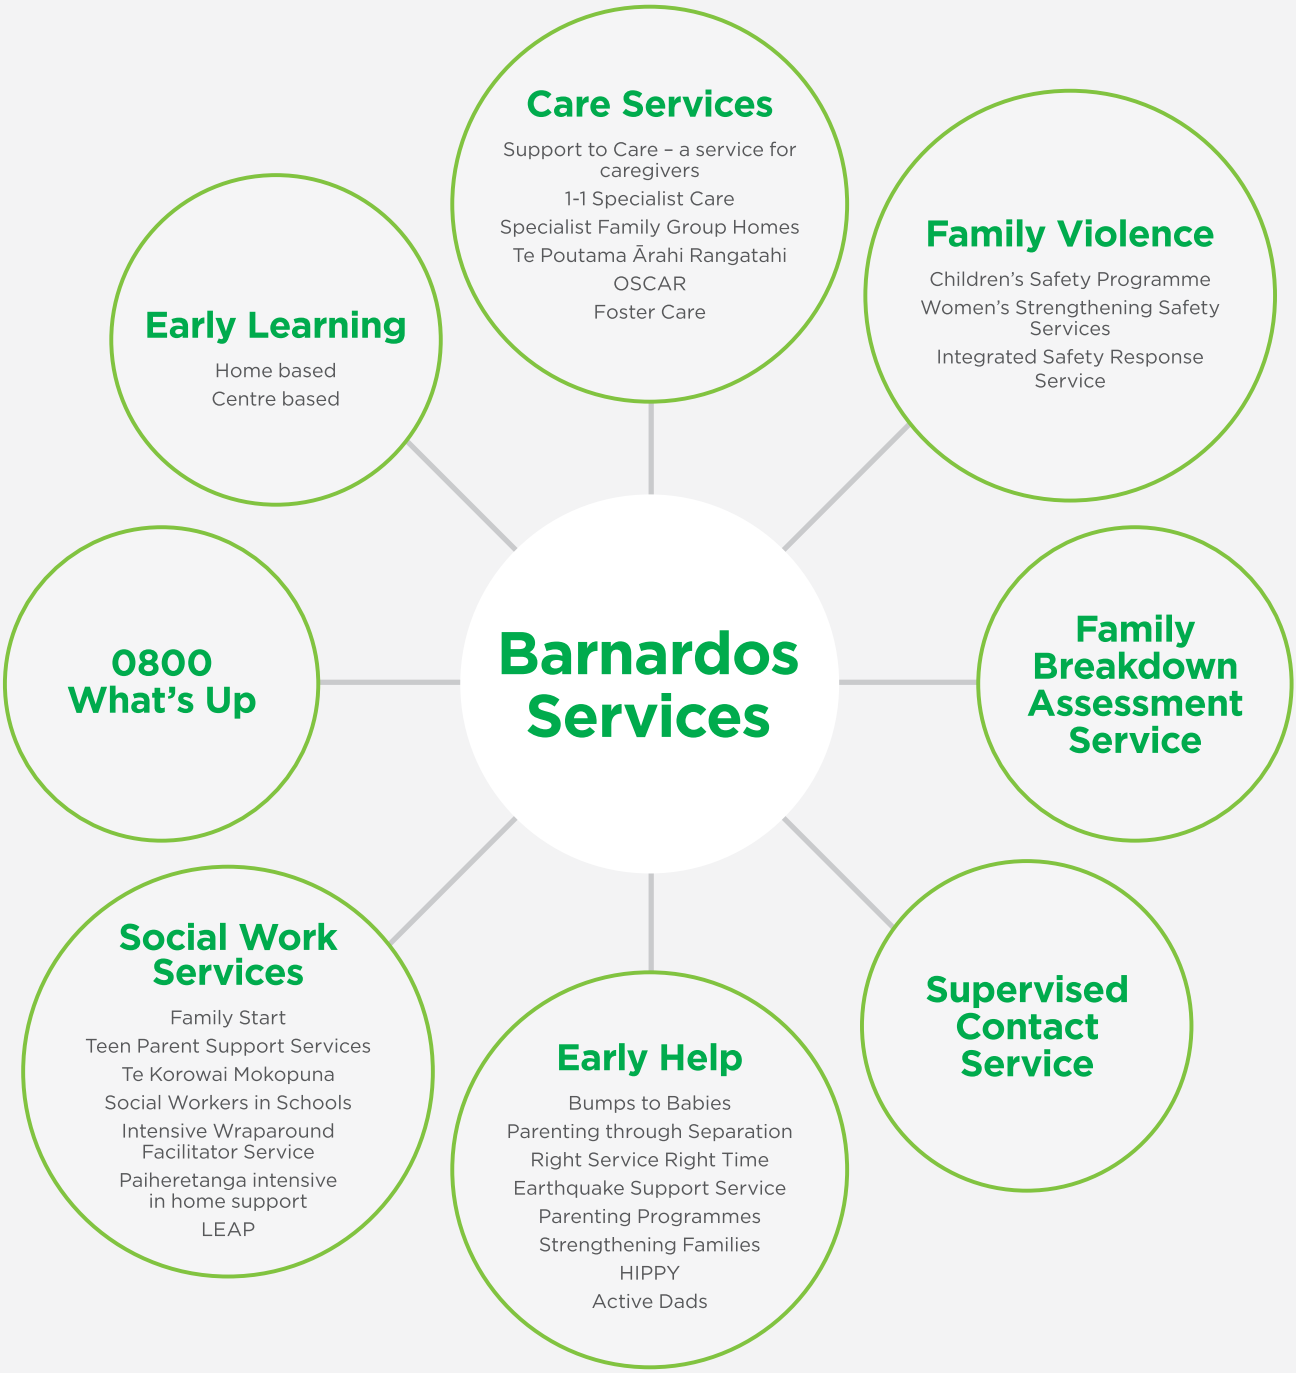 Care Services
Support to Care – a service for
caregivers
1-1 Specialist Care
Specialist Family Group Homes
Te Poutama Ārahi Rangatahi
OSCAR
Foster Care
Family Violence
Children’s Safety Programme
Women’s Strengthening Safety
Services
Integrated Safety Response
Service
Early Learning
Home based
Centre based
0800
What’s Up
Barnardos
Services
Family
Breakdown
Assessment
Service
Social Work
Services
Family Start
Teen Parent Support Services
Te Korowai Mokopuna
Social Workers in Schools
Intensive Wraparound
Facilitator Service
Paiheretanga intensive
in home support
LEAP
Early Help
Bumps to Babies
Parenting through Separation
Right Service Right Time
Earthquake Support Service
Parenting Programmes
Strengthening Families
HIPPY
Active Dads
Supervised
Contact
Service